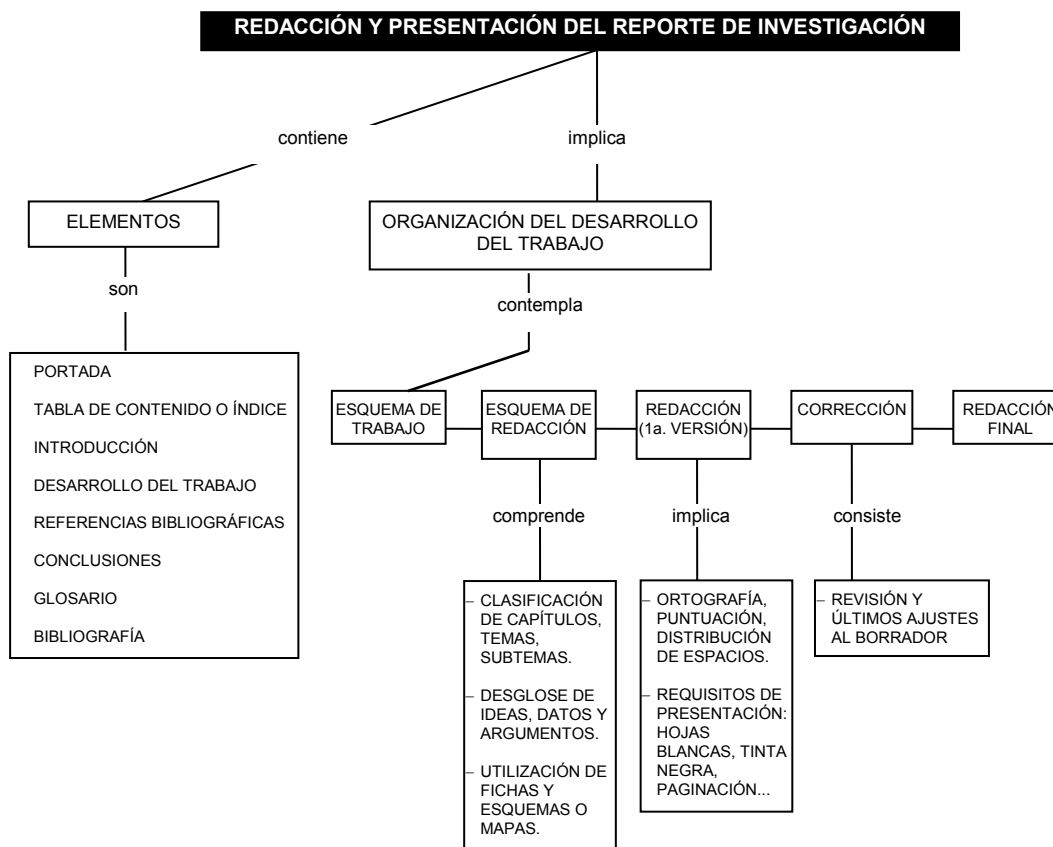 REDACCIÓN Y PRESENTACIÓN DEL REPORTE DE INVESTIGACIÓN
contiene
implica
ELEMENTOS
ORGANIZACIÓN DEL DESARROLLO
DEL TRABAJO
son
contempla
PORTADA
TABLA DE CONTENIDO O ÍNDICE
INTRODUCCIÓN
DESARROLLO DEL TRABAJO
REFERENCIAS BIBLIOGRÁFICAS
CONCLUSIONES
GLOSARIO
BIBLIOGRAFÍA
ESQUEMA DE
TRABAJO
ESQUEMA DE
REDACCIÓN
REDACCIÓN
(1a. VERSIÓN)
CORRECCIÓN
REDACCIÓN
FINAL
comprende
implica
consiste
– CLASIFICACIÓN
DE CAPÍTULOS,
TEMAS,
SUBTEMAS.
– DESGLOSE DE
IDEAS, DATOS Y
ARGUMENTOS.
– UTILIZACIÓN DE
FICHAS Y
ESQUEMAS O
MAPAS.
– ORTOGRAFÍA,
PUNTUACIÓN,
DISTRIBUCIÓN
DE ESPACIOS.
– REQUISITOS DE
PRESENTACIÓN:
HOJAS
BLANCAS, TINTA
NEGRA,
PAGINACIÓN...
– REVISIÓN Y
ÚLTIMOS AJUSTES
AL BORRADOR